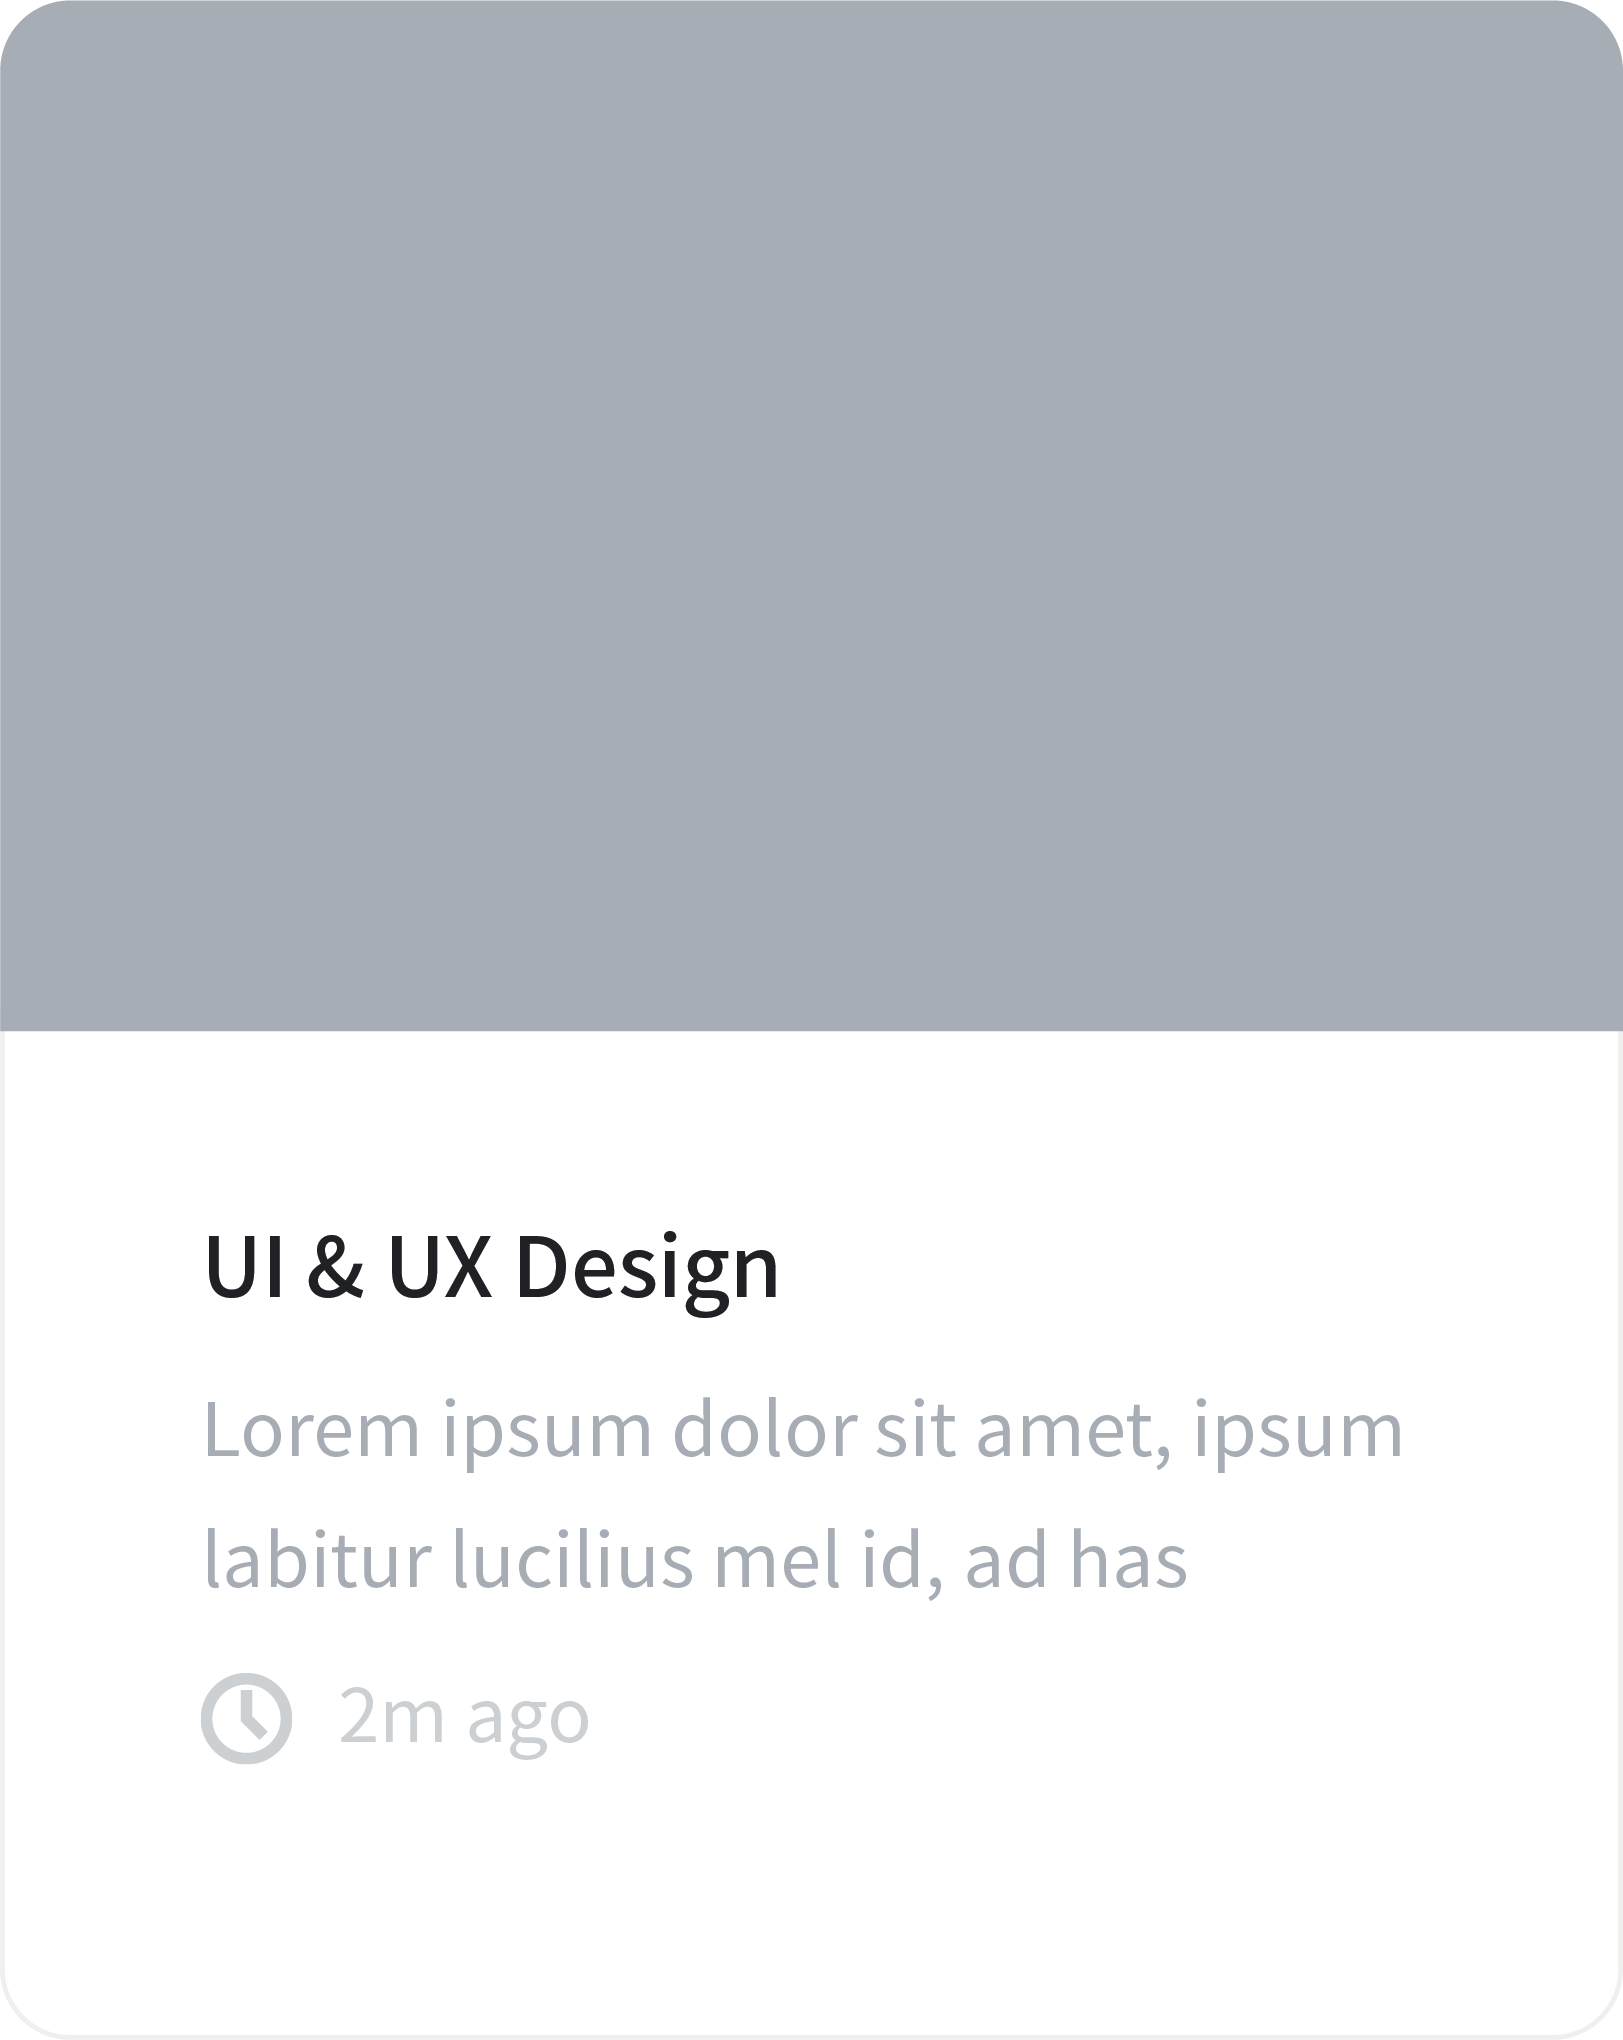 UI & UX Design
Lorem ipsum dolor sit amet, ipsum
labitur lucilius mel id, ad has
2m ago